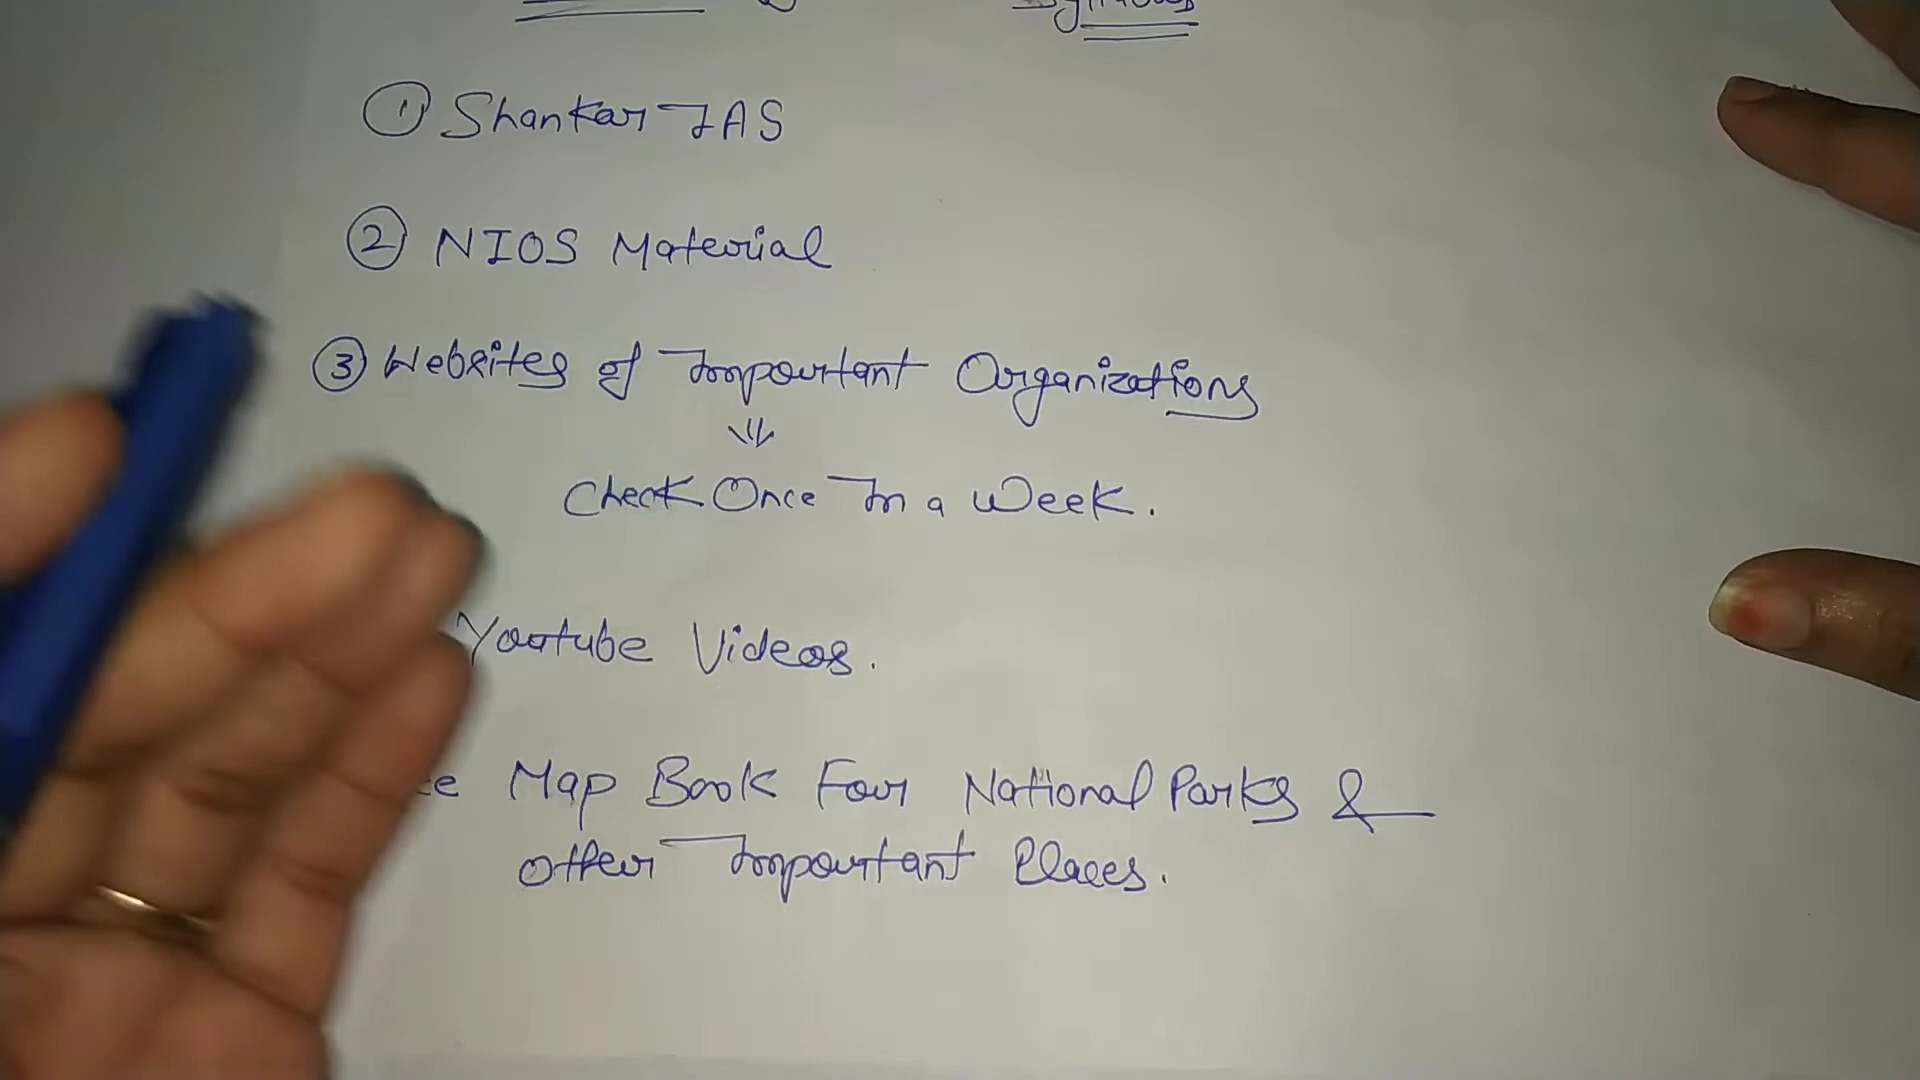 Syllabus
① Shankar IAS
② NIOS Material
③ Websites of Important Organizations
Check Once In a Week.
Youtube Videos.
Map Book For National Parks &
other Important Places.